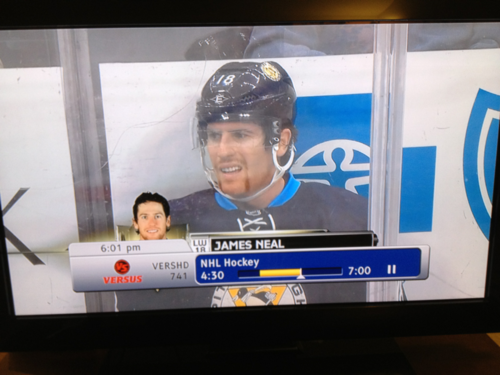 18
6:01 pm
LW
18
JAMES NEAL
VERSUS
VERSHD
741
NHL Hockey
4:30
7:00